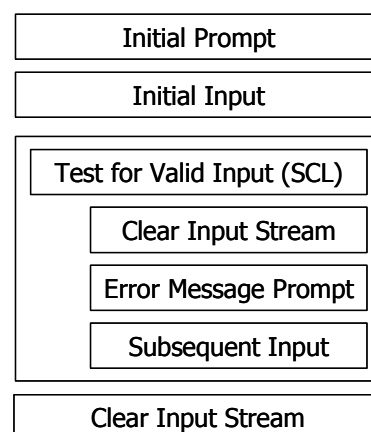 Initial Prompt
Initial Input
Test for Valid Input (SCL)
Clear Input Stream
Error Message Prompt
Subsequent Input
Clear Input Stream